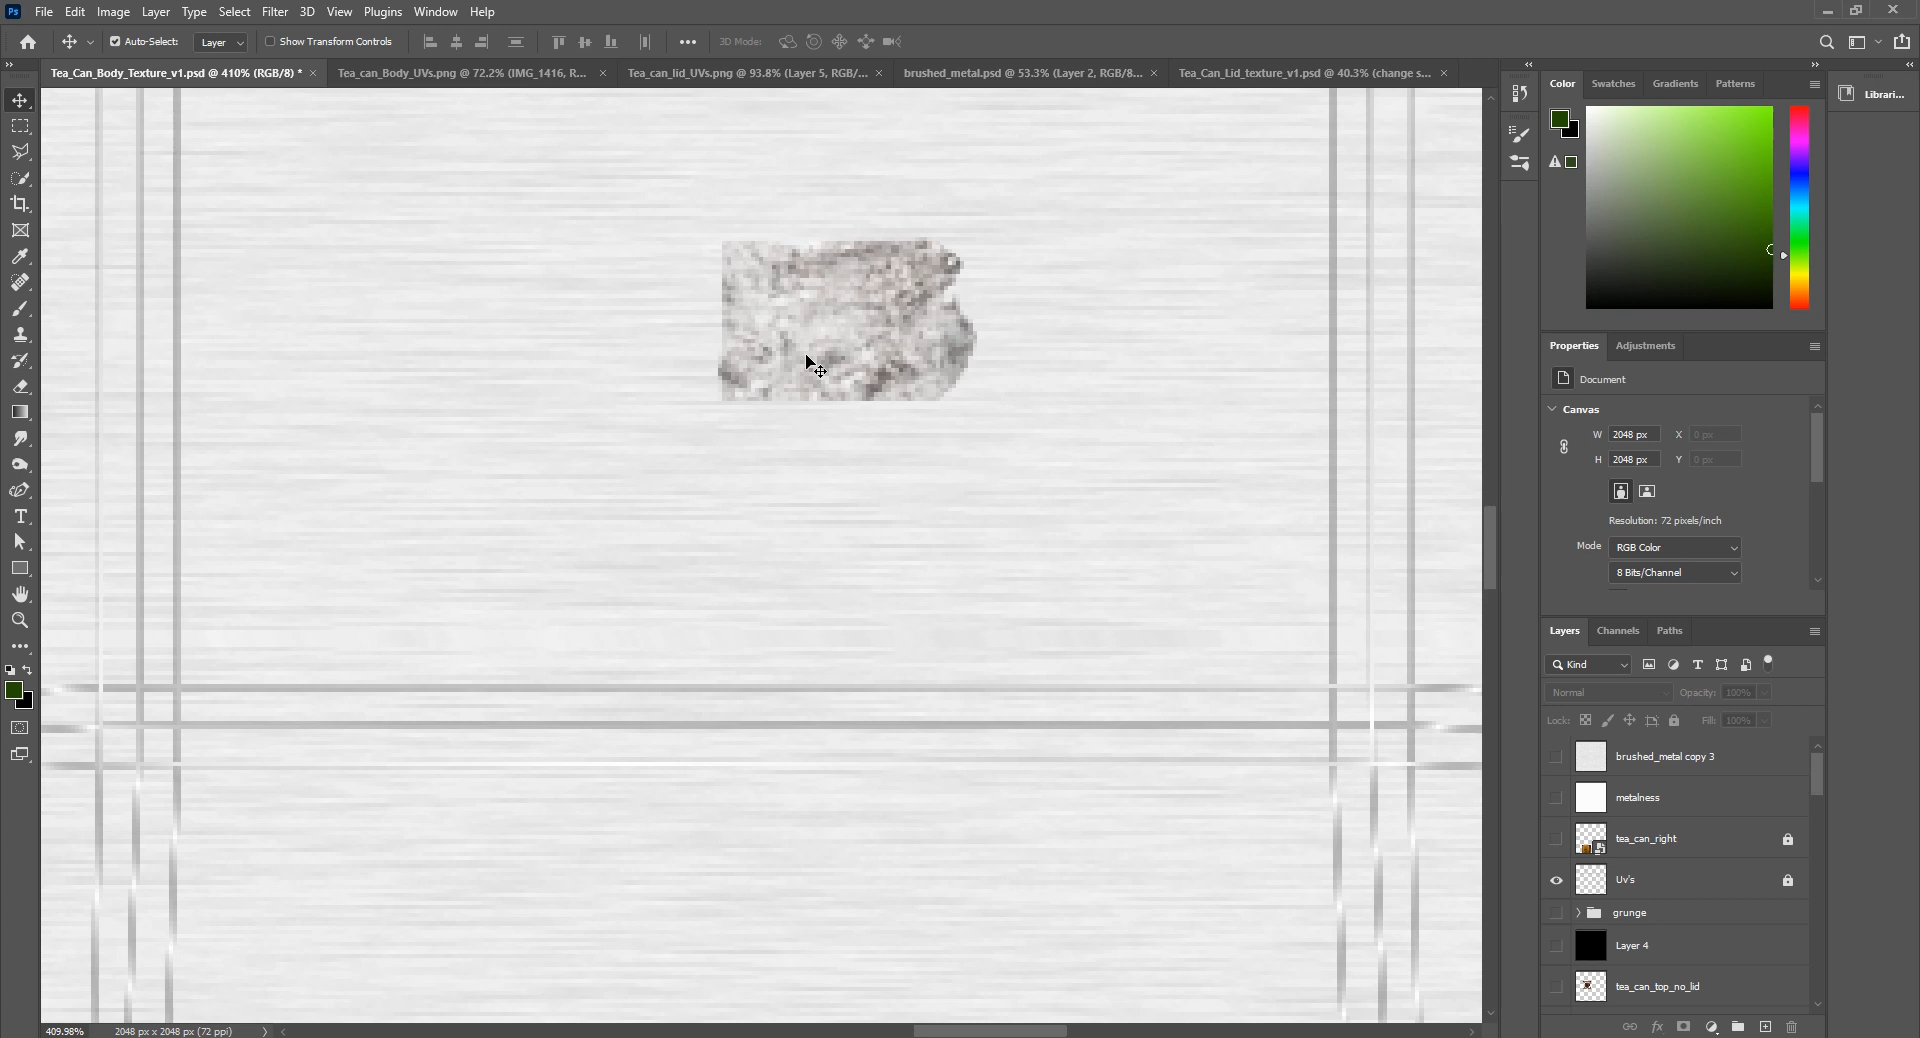 Ps File Edit Image Layer Type Select Filter 3D View Plugins Window Help
Auto-Select: Layer Show Transform Controls 3D Mode:
Tea_Can_Body_Texture_v1.psd @ 410% (RGB/8) * Tea_can_Body_UVs.png @ 72.2% (IMG_1416, R... Tea_can_lid_UVs.png @ 93.8% (Layer 5, RGB/... brushed_metal.psd @ 53.3% (Layer 2, RGB/8... Tea_Can_Lid_texture_v1.psd @ 40.3% (change s...
Color Swatches Gradients Patterns
Librari...
Properties Adjustments
Document
Canvas
W 2048 px X 0 px
H 2048 px Y 0 px
Resolution: 72 pixels/inch
Mode RGB Color
8 Bits/Channel
Layers Channels Paths
Kind
Normal Opacity: 100%
Lock: Fill: 100%
brushed_metal copy 3
metalness
tea_can_right
Uv's
grunge
Layer 4
tea_can_top_no_lid
409.98% 2048 px x 2048 px (72 ppi)